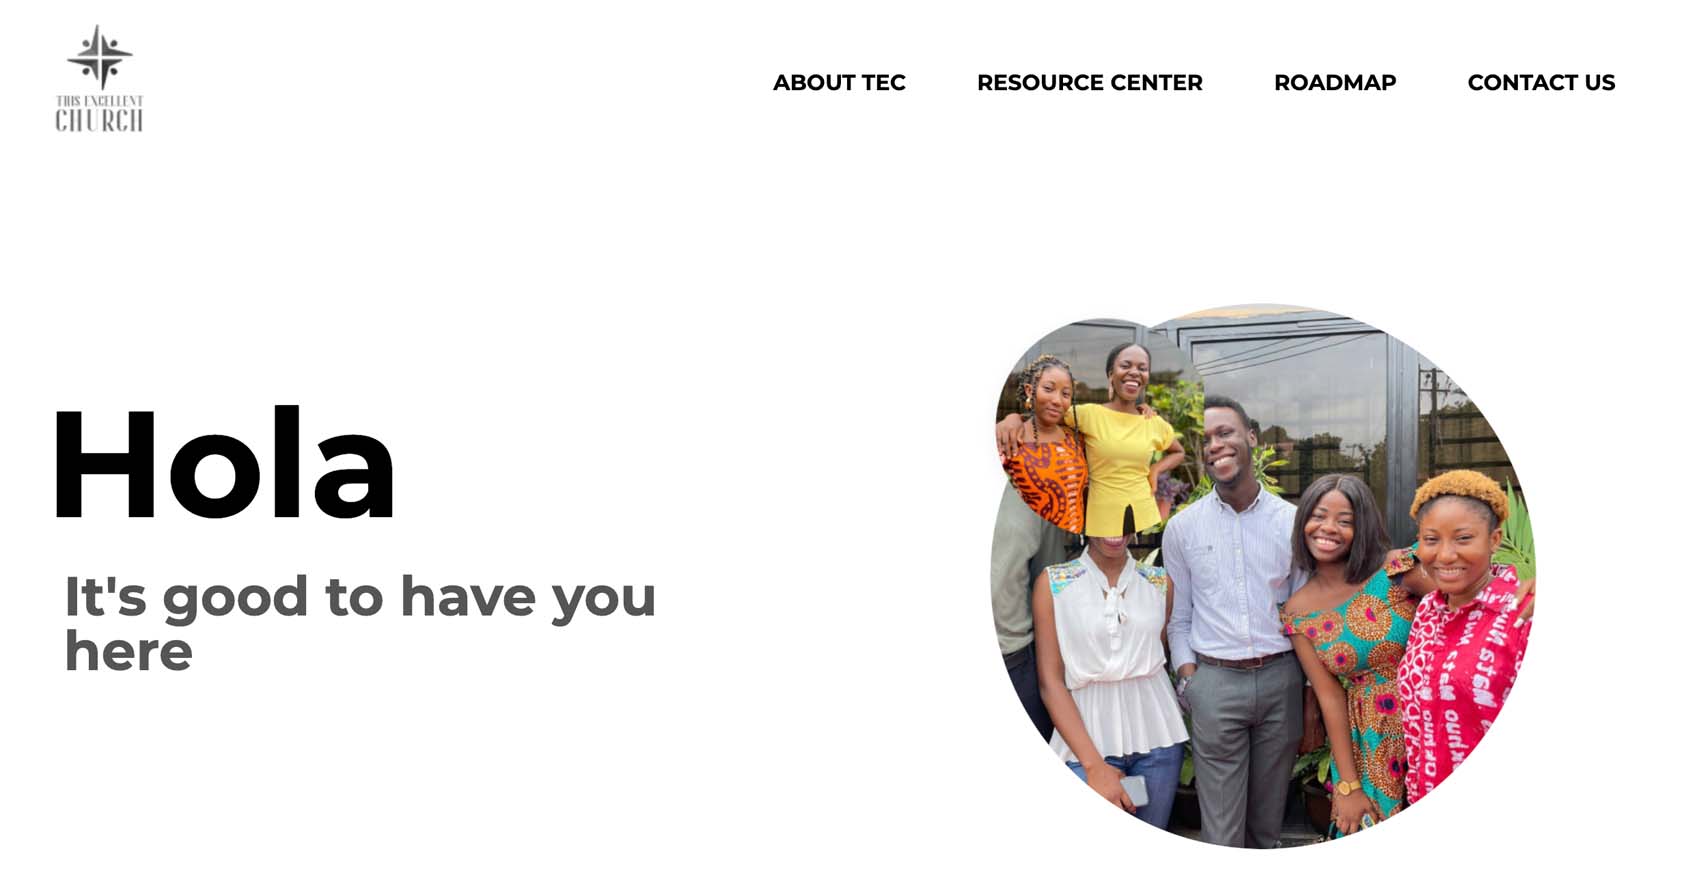 THIS EXCELLENT
CHURCH
ABOUT TEC
RESOURCE CENTER
ROADMAP
CONTACT US
Hola
It's good to have you
here